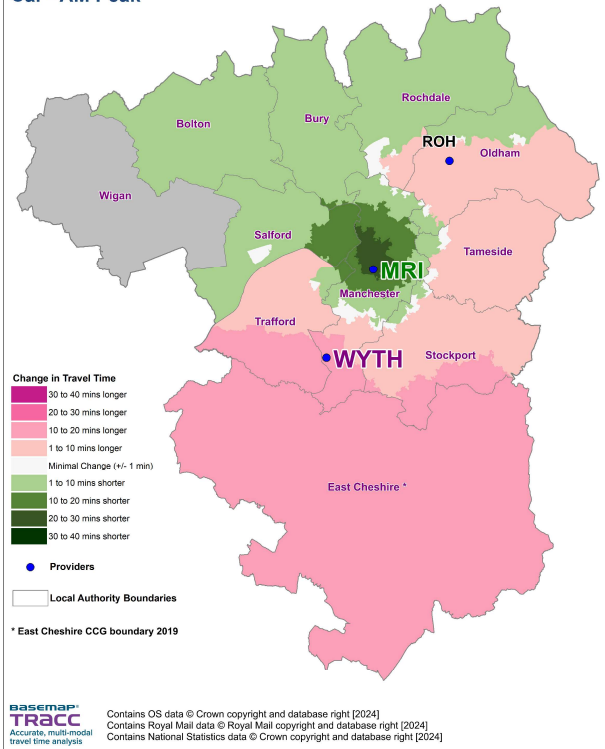 Car - AM Peak
Rochdale
Bury
Bolton
ROH
Oldham
Wigan
Salford
Tameside
MRI
Manchester
Trafford
WYTH
Stockport
Change in Travel Time
30 to 40 mins longer
20 to 30 mins longer
10 to 20 mins longer
1 to 10 mins longer
Minimal Change (+/- 1 min)
1 to 10 mins shorter
10 to 20 mins shorter
20 to 30 mins shorter
30 to 40 mins shorter
East Cheshire *
Providers
Local Authority Boundaries
* East Cheshire CCG boundary 2019
BASEMAP®
TRACC
Accurate, multi-modal
travel time analysis
Contains OS data © Crown copyright and database right [2024]
Contains Royal Mail data © Royal Mail copyright and database right [2024]
Contains National Statistics data © Crown copyright and database right [2024]